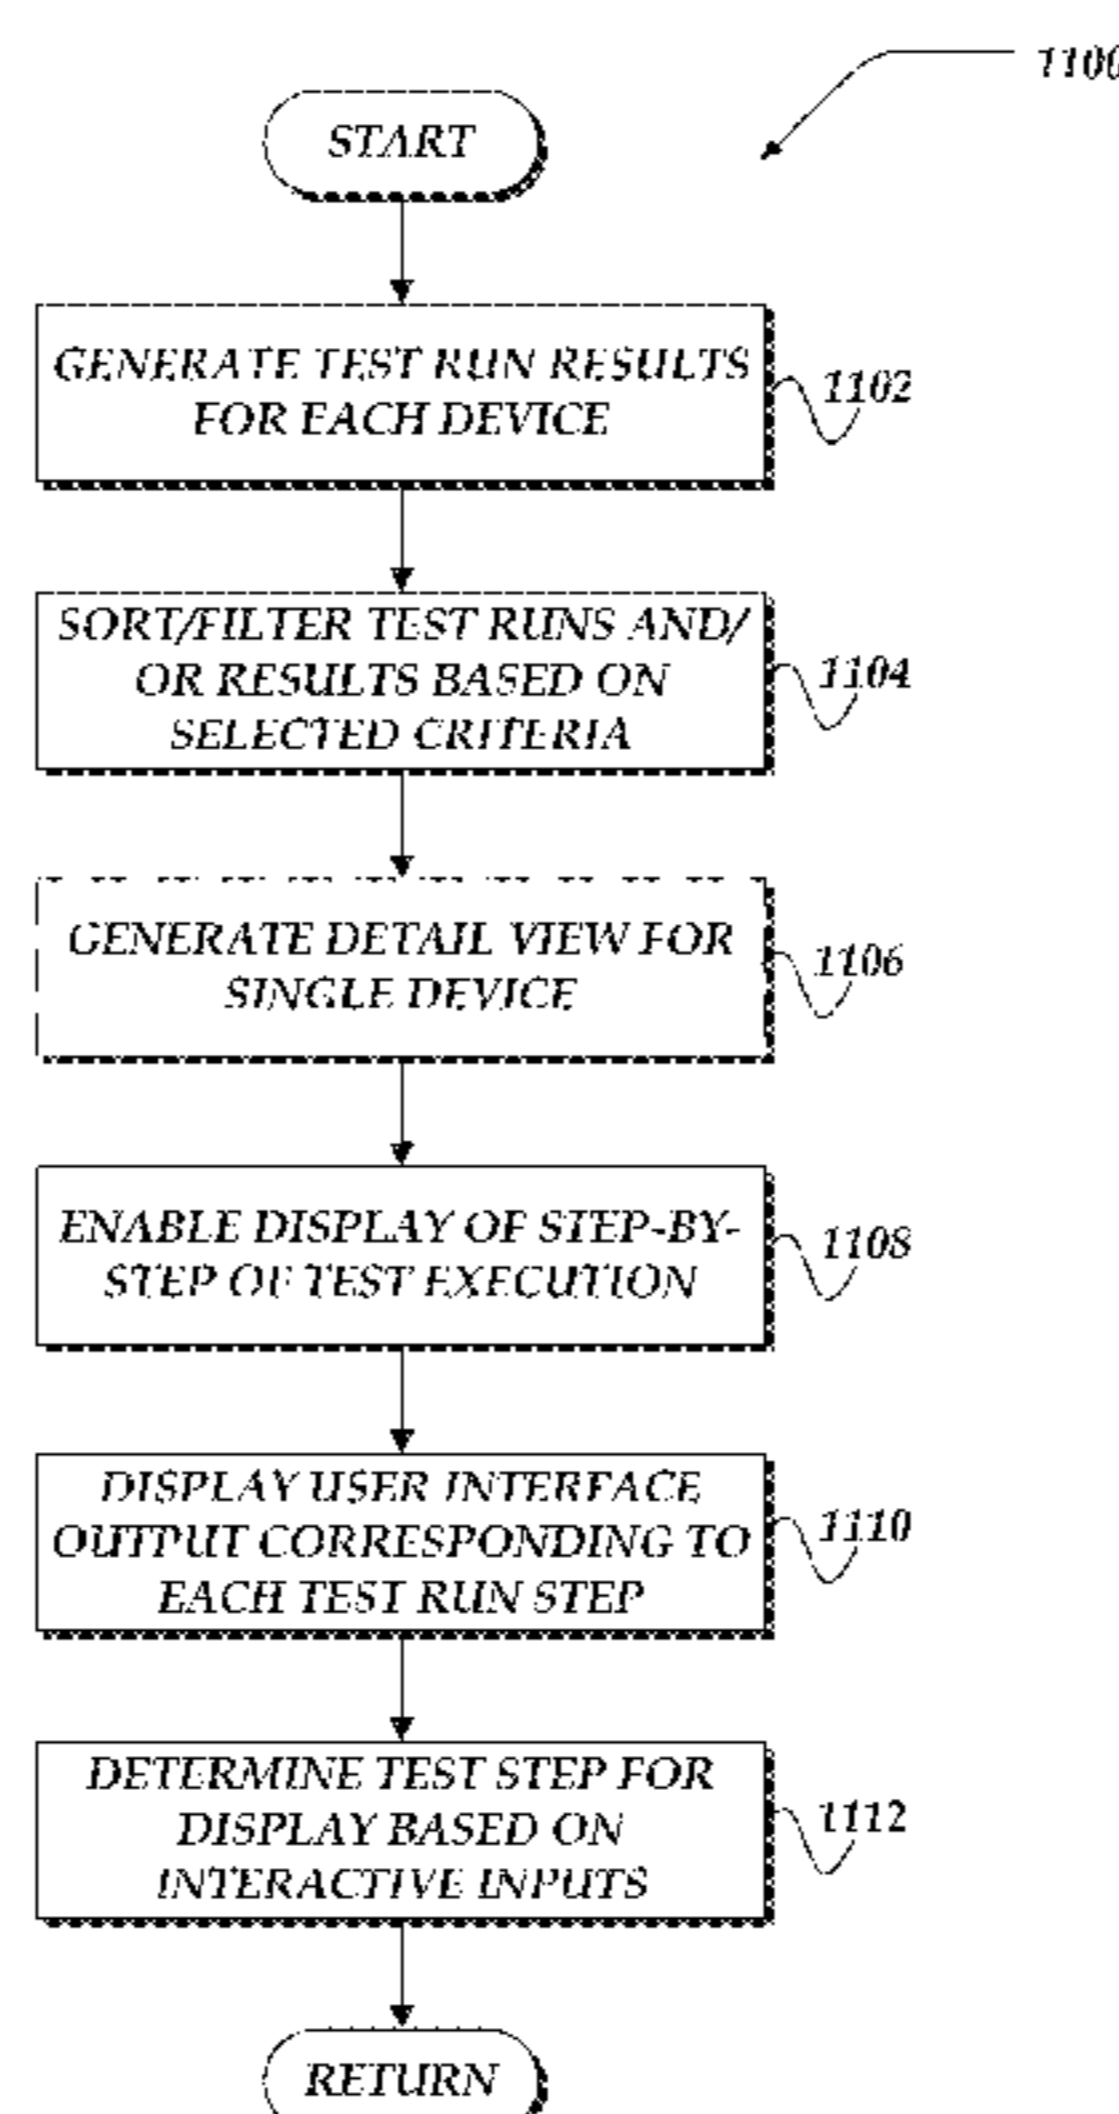 1100
START
GENERATE TEST RUN RESULTS
FOR EACH DEVICE
1102
SORT/FILTER TEST RUNS AND/
OR RESULTS BASED ON
SELECTED CRITERIA
1104
GENERATE DETAIL VIEW FOR
SINGLE DEVICE
1106
ENABLE DISPLAY OF STEP-BY-
STEP OF TEST EXECUTION
1108
DISPLAY USER INTERFACE
OUTPUT CORRESPONDING TO
EACH TEST RUN STEP
1110
DETERMINE TEST STEP FOR
DISPLAY BASED ON
INTERACTIVE INPUTS
1112
RETURN